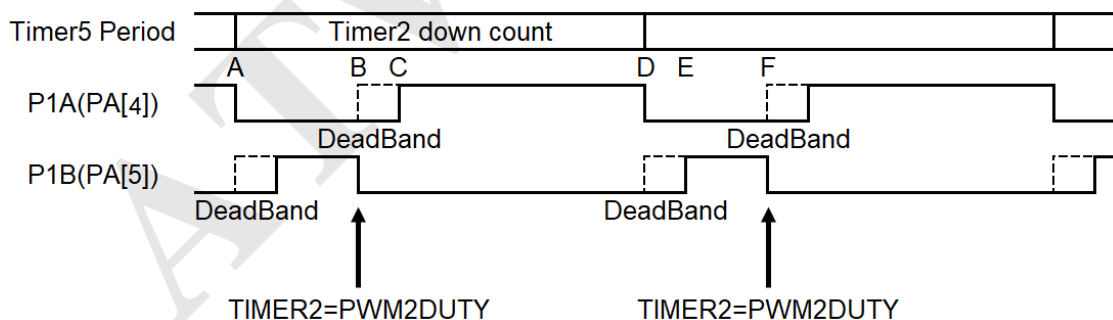 Timer5 Period
Timer2 down count
A B C D E F
P1A(PA[4])
DeadBand DeadBand
P1B(PA[5])
DeadBand DeadBand
TIMER2=PWM2DUTY TIMER2=PWM2DUTY